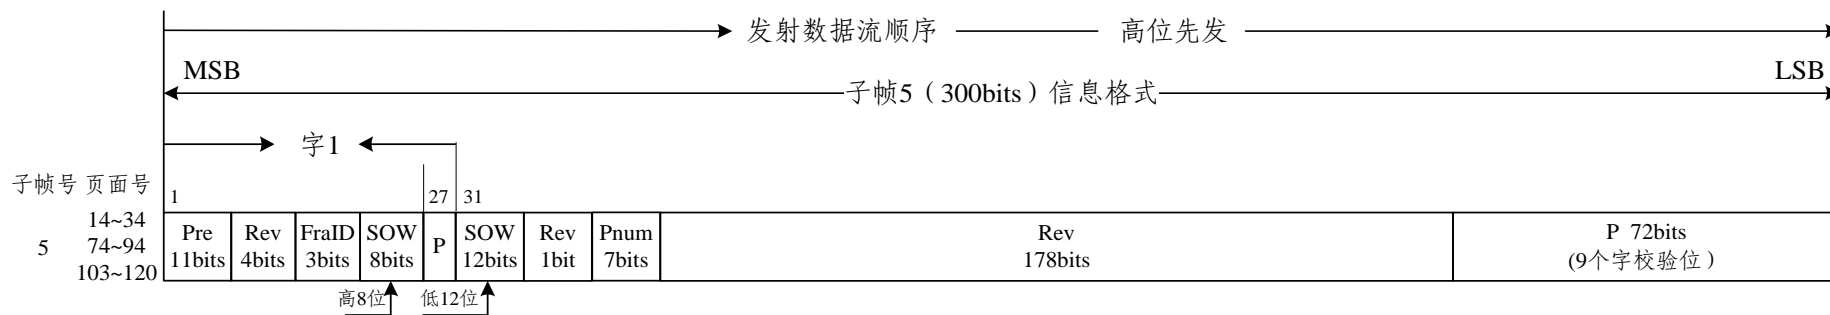 发射数据流顺序 高位先发
MSB LSB
子帧5（300bits）信息格式
字1
子帧号 页面号
1 27 31
5
14~34
74~94
103~120
Pre
11bits
Rev
4bits
FraID
3bits
SOW
8bits
P
SOW
12bits
Rev
1bit
Pnum
7bits
Rev
178bits
P 72bits
(9个字校验位）
高8位 低12位